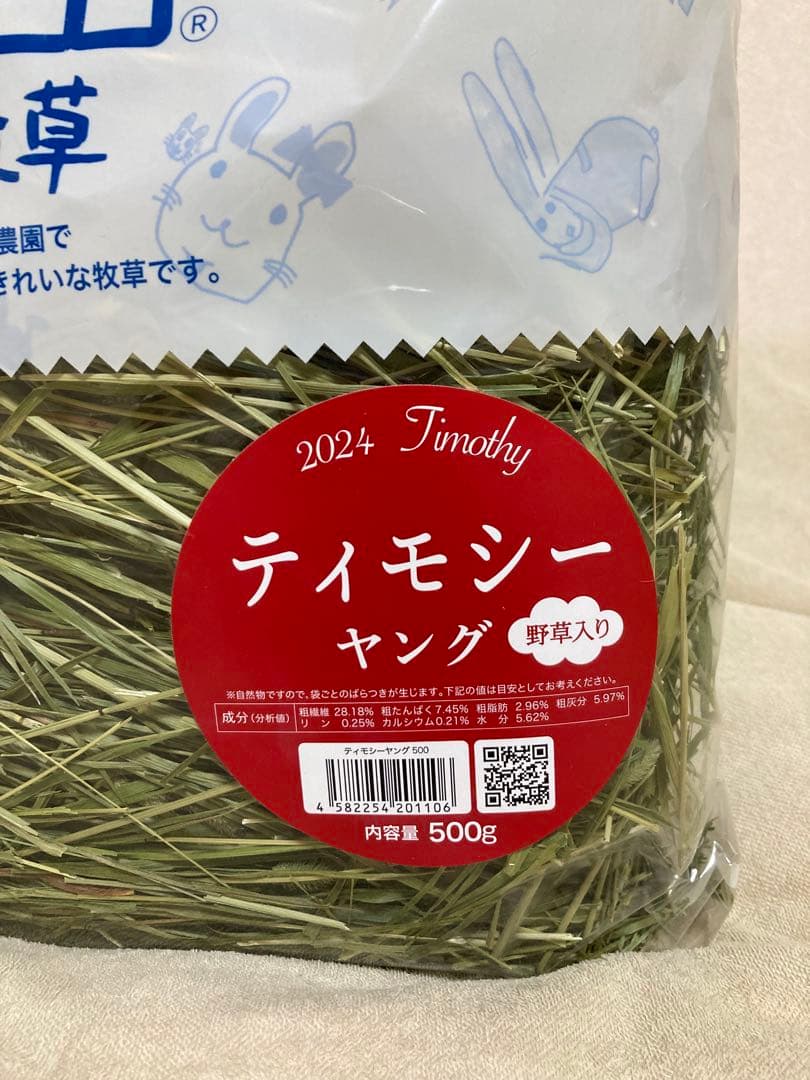 ®
草
農園で
きれいな牧草です。
2024 Timothy
ティモシー
ヤング
野草入り
※自然物ですので、袋ごとのばらつきが生じます。下記の値は目安としてお考えください。
成分(分析値) 粗繊維 28.18% 粗たんぱく 7.45% 粗脂肪 2.96% 粗灰分 5.97%
リン 0.25% カルシウム 0.21% 水分 5.62%
ティモシーヤング 500
4 582254 201106
内容量 500g